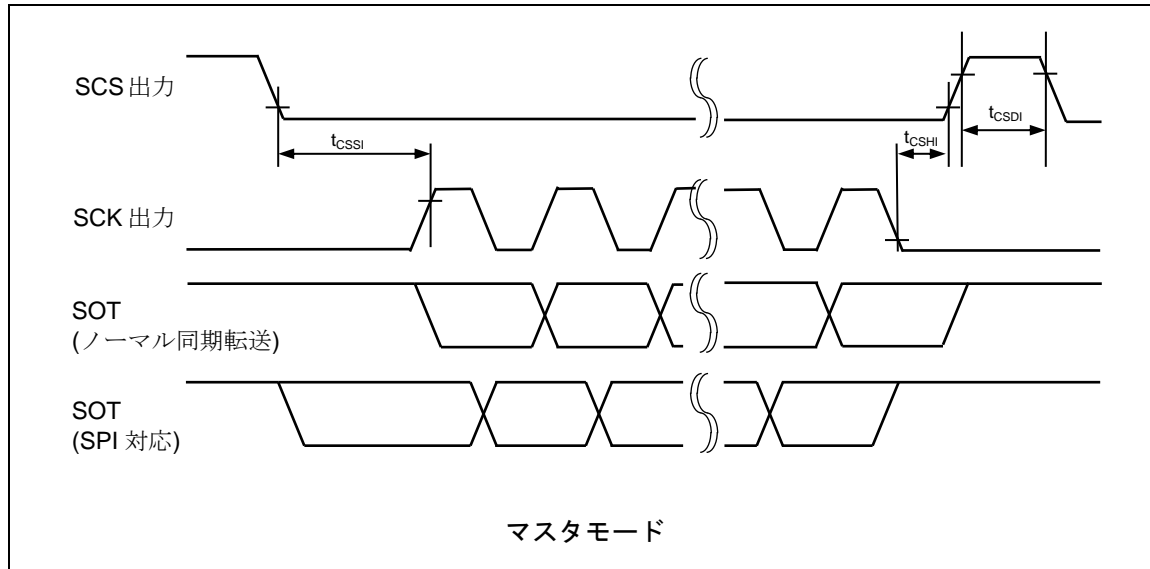 SCS 出力
tCSSI
tCSHI
tCSDI
SCK 出力
SOT
(ノーマル同期転送)
SOT
(SPI 対応)
マスタモード